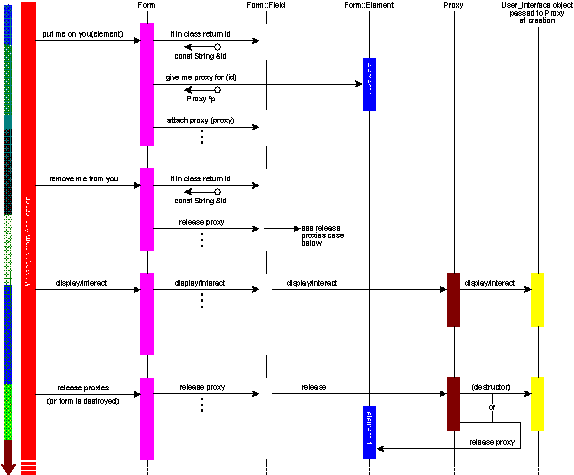 Form
Form::Field
Form::Element
Proxy
User_Interface object
passed to Proxy
at creation
put me on you(element)
if in class return id
const String &id
give me proxy for (id)
Proxy *p
attach proxy (proxy)
remove me from you
if in class return id
const String &id
release proxy
see release
proxies case
below
display/interact
display/interact
display/interact
display/interact
release proxies
(or form is destroyed)
release proxy
release
(destructor)
or
release proxy